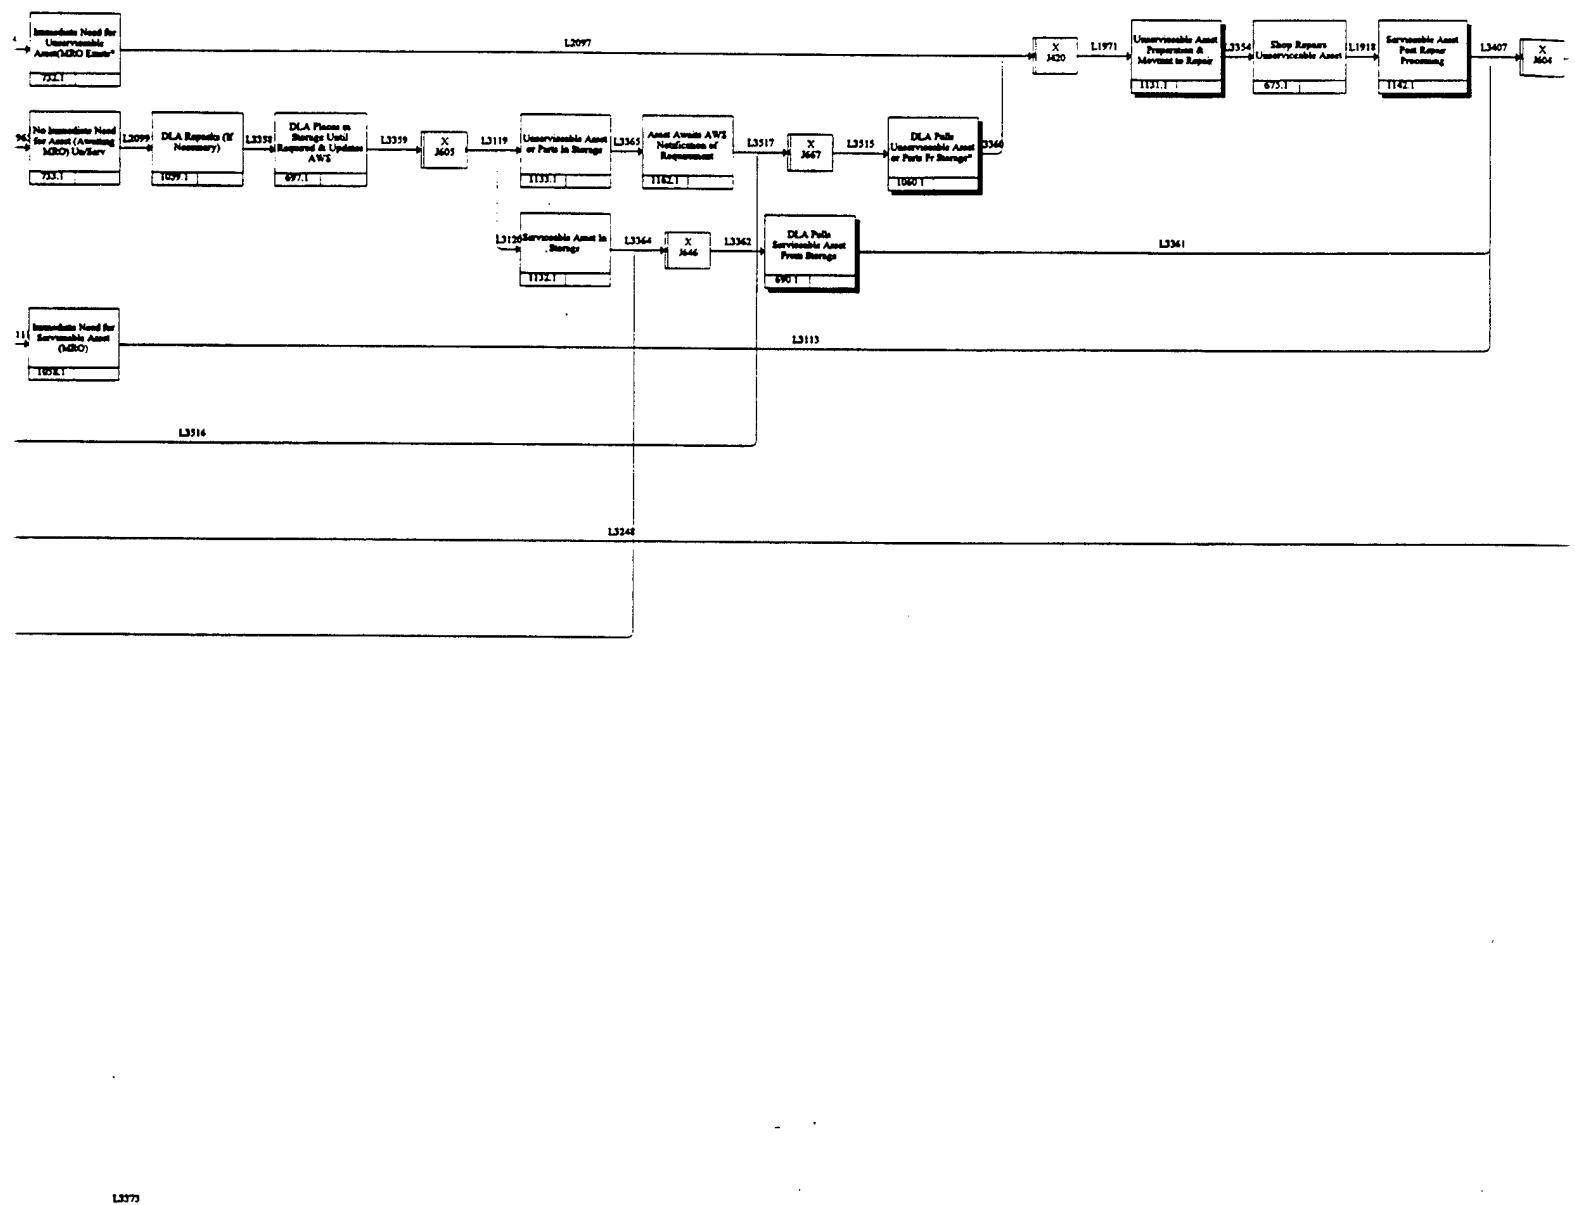 Immediate Need for
Unserviceable
Asset(MRO Exists"
732.1
L2097
X
J420
L1971
Unserviceable Asset
Preparation &
Movmnt to Repair
1131.1
L3354
Shop Repairs
Unserviceable Asset
675.1
L1918
Serviceable Asset
Post Repair
Processing
1142.1
L3407
X
J604
No Immediate Need
for Asset (Awaiting
MRO) Un/Serv
733.1
L2099
DLA Repacks (If
Necessary)
1059.1
L3358
DLA Places in
Storage Until
Required & Updates
AWS
697.1
L3359
X
J605
L3119
Unserviceable Asset
or Parts In Storage
1133.1
L3365
Asset Awaits AWS
Notification of
Requirement
1162.1
L3517
X
J667
L3515
DLA Pulls
Unserviceable Asset
or Parts Fr Storage"
1060.1
3360
L3120
Serviceable Asset In
Storage
1132.1
L3364
X
J646
L3362
DLA Pulls
Serviceable Asset
From Storage
690.1
L3361
111
Immediate Need for
Serviceable Asset
(MRO)
1058.1
L3113
L3516
L3248
L3373